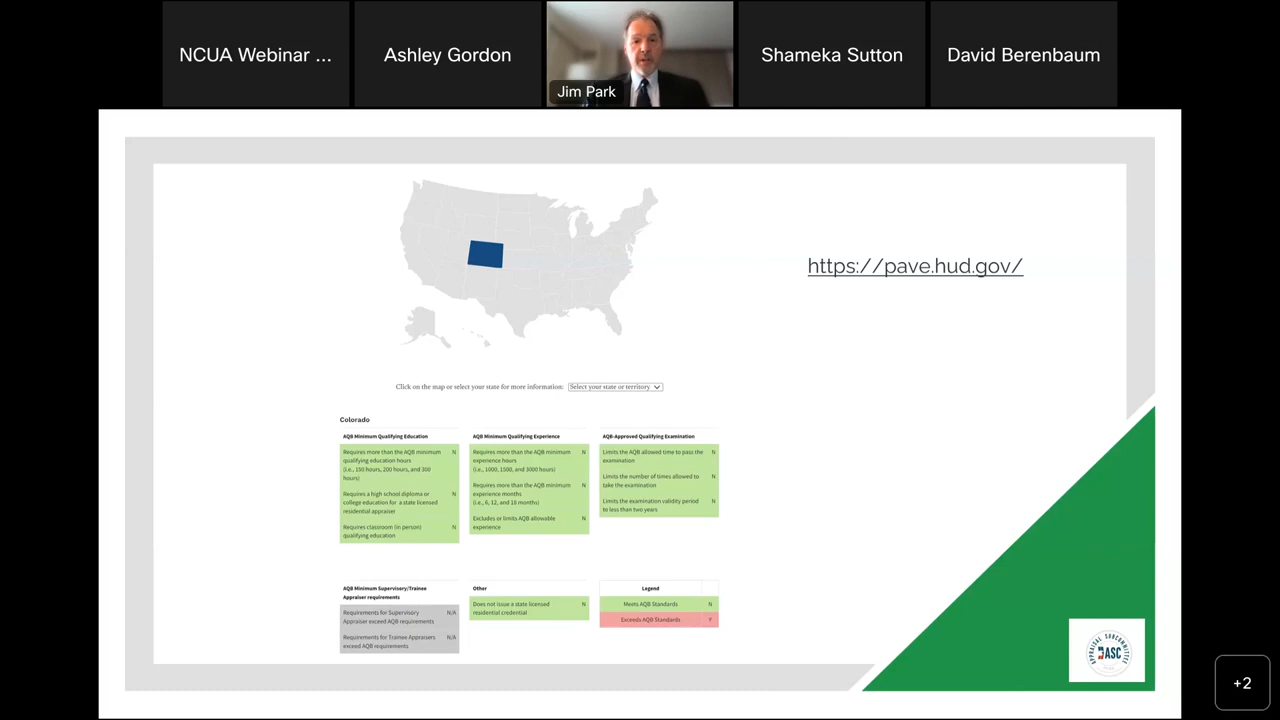 NCUA Webinar ...
Ashley Gordon
Jim Park
Shameka Sutton
David Berenbaum
https://pave.hud.gov/
Click on the map or select your state for more information: Select your state or territory
Colorado
AQB Minimum Qualifying Education
Requires more than the AQB minimum N
qualifying education hours
(i.e., 150 hours, 200 hours, and 300
hours)
Requires a high school diploma or N
college education for a state licensed
residential appraiser
Requires classroom (in person) N
qualifying education
AQB Minimum Qualifying Experience
Requires more than the AQB minimum N
experience hours
(i.e., 1000, 1500, and 3000 hours)
Requires more than the AQB minimum N
experience months
(i.e., 6, 12, and 18 months)
Excludes or limits AQB allowable N
experience
AQB-Approved Qualifying Examination
Limits the AQB allowed time to pass the N
examination
Limits the number of times allowed to N
take the examination
Limits the examination validity period N
to less than two years
AQB Minimum Supervisory/Trainee
Appraiser requirements
Requirements for Supervisory N/A
Appraiser exceed AQB requirements
Requirements for Trainee Appraisers N/A
exceed AQB requirements
Other
Does not issue a state licensed N
residential credential
Legend
Meets AQB Standards N
Exceeds AQB Standards Y
APPRAISAL SUBCOMMITTEE
ASC
+2